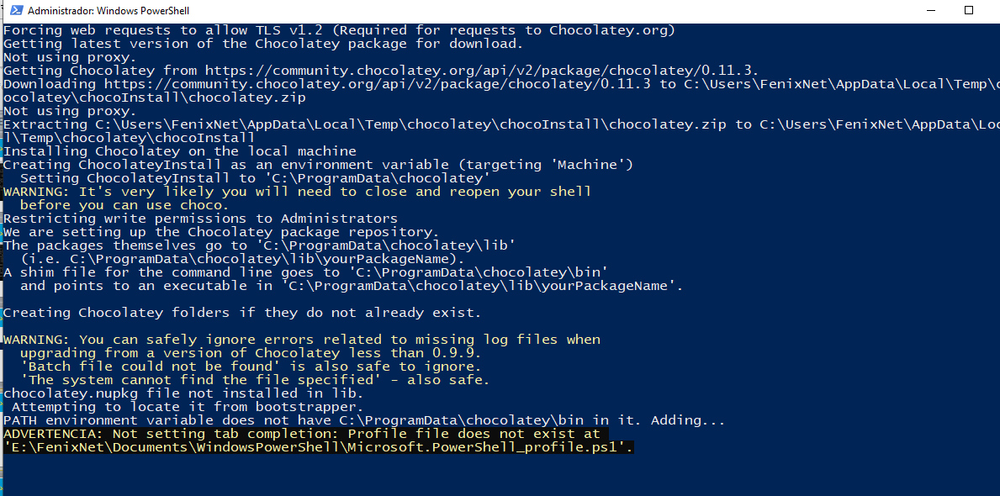 Administrador: Windows PowerShell
Forcing web requests to allow TLS v1.2 (Required for requests to Chocolatey.org)
Getting latest version of the Chocolatey package for download.
Not using proxy.
Getting Chocolatey from https://community.chocolatey.org/api/v2/package/chocolatey/0.11.3.
Downloading https://community.chocolatey.org/api/v2/package/chocolatey/0.11.3 to C:\Users\FenixNet\AppData\Local\Temp\c
ocolatey\chocoInstall\chocolatey.zip
Not using proxy.
Extracting C:\Users\FenixNet\AppData\Local\Temp\chocolatey\chocoInstall\chocolatey.zip to C:\Users\FenixNet\AppData\Loc
l\Temp\chocolatey\chocoInstall
Installing Chocolatey on the local machine
Creating ChocolateyInstall as an environment variable (targeting 'Machine')
  Setting ChocolateyInstall to 'C:\ProgramData\chocolatey'
WARNING: It's very likely you will need to close and reopen your shell
  before you can use choco.
Restricting write permissions to Administrators
We are setting up the Chocolatey package repository.
The packages themselves go to 'C:\ProgramData\chocolatey\lib'
  (i.e. C:\ProgramData\chocolatey\lib\yourPackageName).
A shim file for the command line goes to 'C:\ProgramData\chocolatey\bin'
  and points to an executable in 'C:\ProgramData\chocolatey\lib\yourPackageName'.
Creating Chocolatey folders if they do not already exist.
WARNING: You can safely ignore errors related to missing log files when
  upgrading from a version of Chocolatey less than 0.9.9.
  'Batch file could not be found' is also safe to ignore.
  'The system cannot find the file specified' - also safe.
chocolatey.nupkg file not installed in lib.
 Attempting to locate it from bootstrapper.
PATH environment variable does not have C:\ProgramData\chocolatey\bin in it. Adding...
ADVERTENCIA: Not setting tab completion: Profile file does not exist at
'E:\FenixNet\Documents\WindowsPowerShell\Microsoft.PowerShell_profile.ps1'.